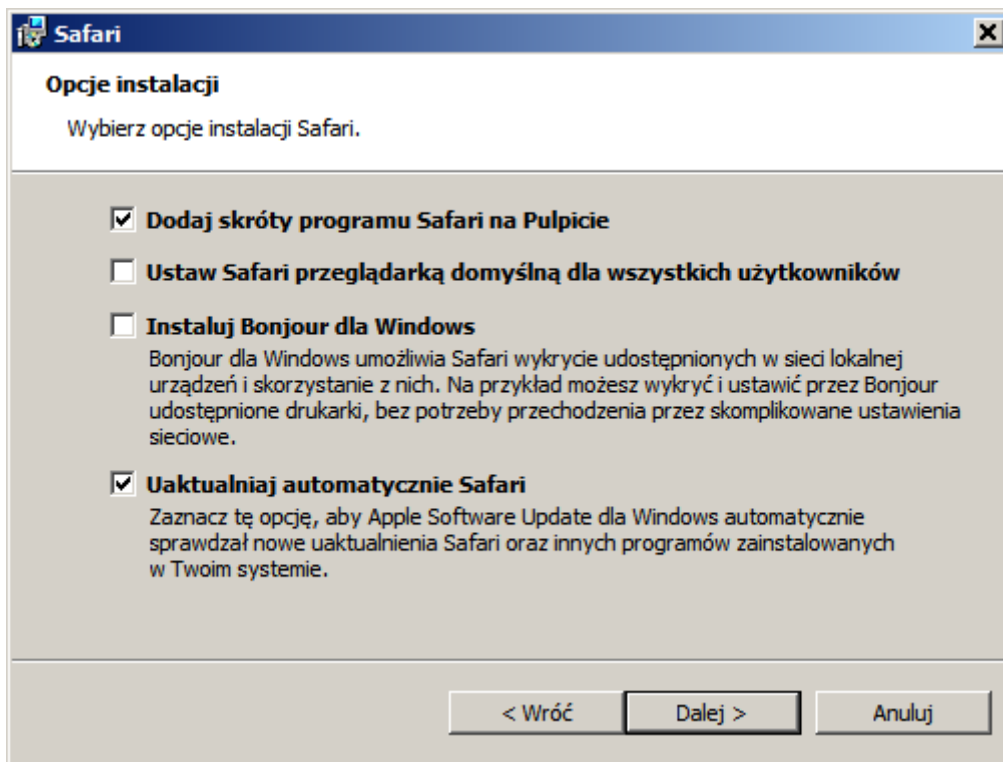 Safari
Opcje instalacji
Wybierz opcje instalacji Safari.
Dodaj skróty programu Safari na Pulpicie
Ustaw Safari przeglądarką domyślną dla wszystkich użytkowników
Instaluj Bonjour dla Windows
Bonjour dla Windows umożliwia Safari wykrycie udostępnionych w sieci lokalnej
urządzeń i skorzystanie z nich. Na przykład możesz wykryć i ustawić przez Bonjour
udostępnione drukarki, bez potrzeby przechodzenia przez skomplikowane ustawienia
sieciowe.
Uaktualniaj automatycznie Safari
Zaznacz tę opcję, aby Apple Software Update dla Windows automatycznie
sprawdzał nowe uaktualnienia Safari oraz innych programów zainstalowanych
w Twoim systemie.
< Wróć Dalej > Anuluj